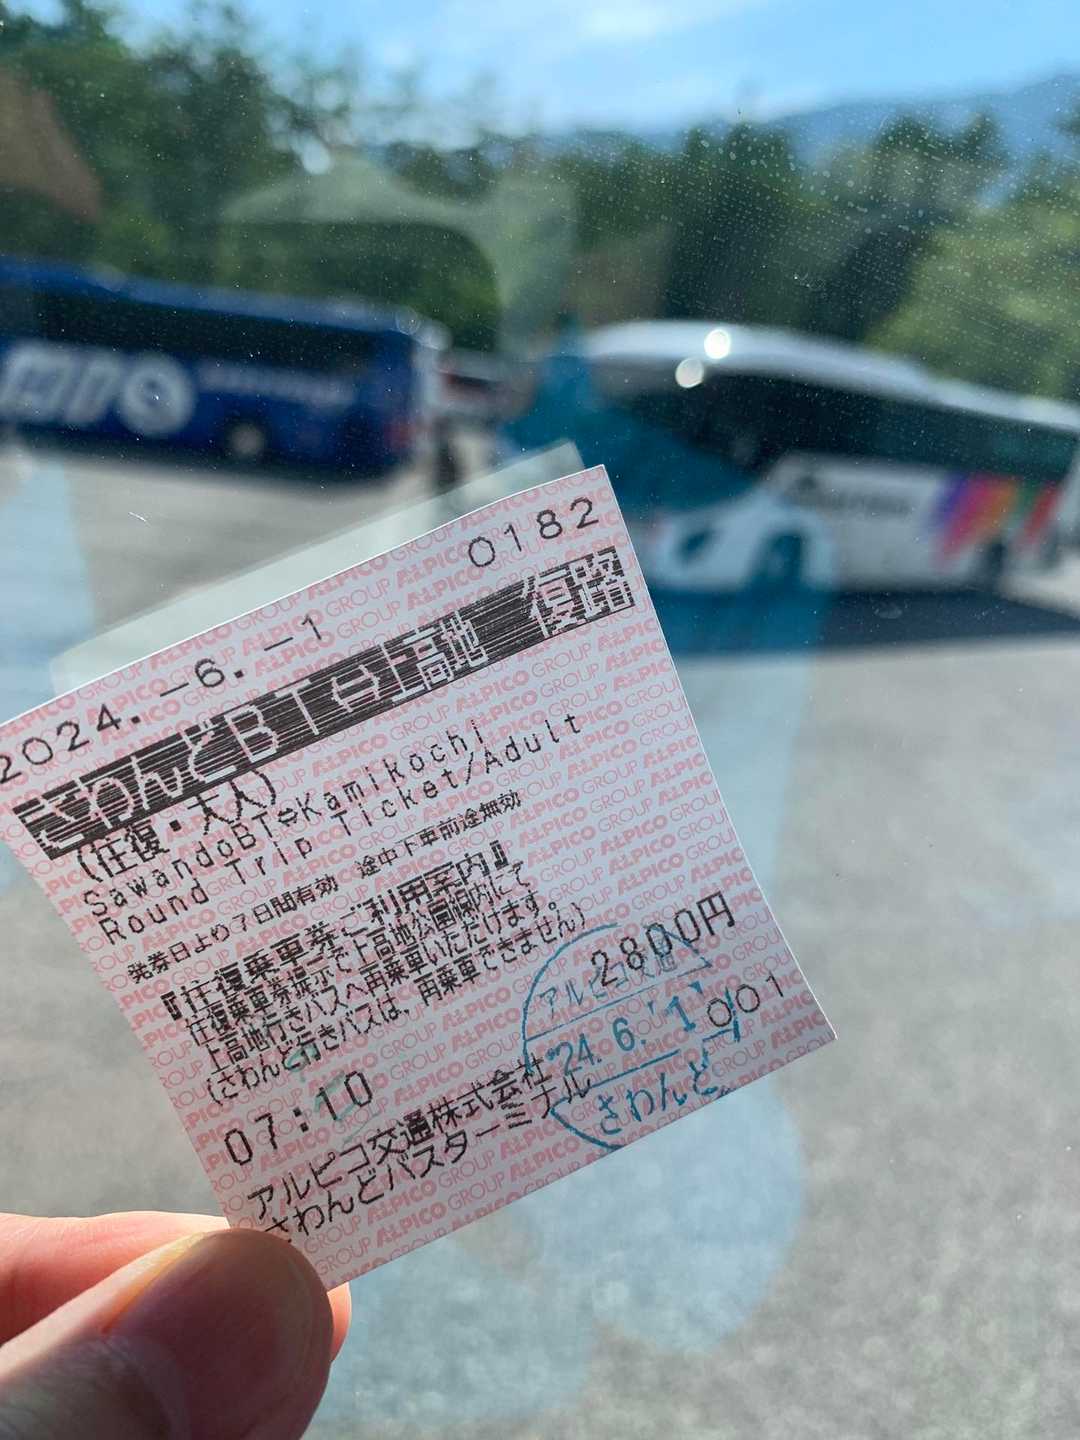 0182
2024.-6.-1
さわんどBT⇔上高地 復路
(往復・大人)
SawandoBT⇔Kamikochi
Round Trip Ticket/Adult
発券日より7日間有効 途中下車前途無効
『往復乗車券ご利用案内』
往復乗車券提示で上高地公園線内にて
上高地行きバスへ再乗車いただけます。
(さわんど行きバスは、再乗車できません)
2800円
07:10
001
アルピコ交通株式会社
さわんどバスターミナル
アルピコ交通
'24.6.'1
さわんど
ALPICO GROUP